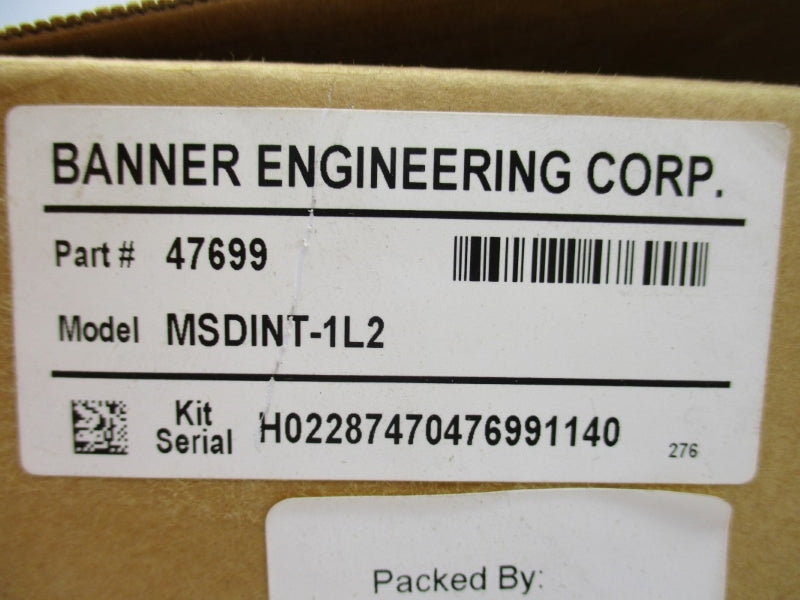 BANNER ENGINEERING CORP.
Part # 47699
Model MSDINT-1L2
Kit
Serial H02287470476991140
276
Packed By: